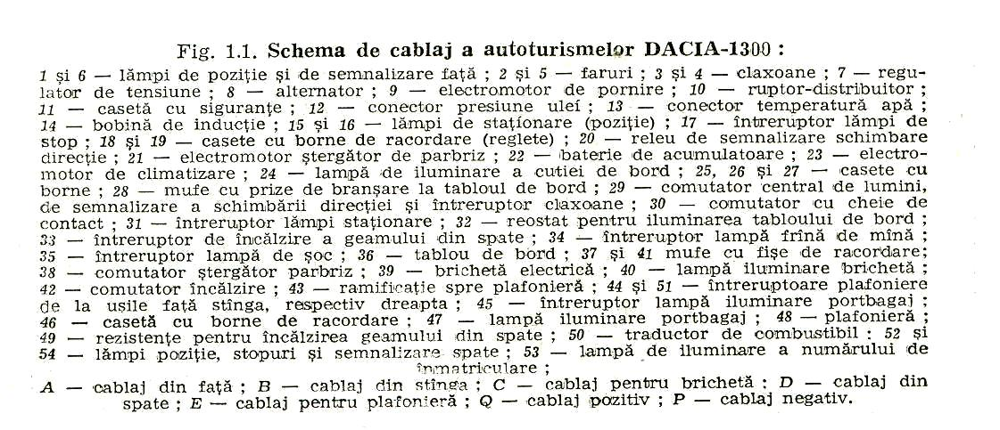 Fig. 1.1. Schema de cablaj a autoturismelor DACIA-1300 :
1 și 6 — lămpi de poziție și de semnalizare față ; 2 și 5 — faruri ; 3 și 4 — claxoane ; 7 — regu-
lator de tensiune ; 8 — alternator ; 9 — electromotor de pornire ; 10 — ruptor-distribuitor ;
11 — casetă cu siguranțe ; 12 — conector presiune ulei ; 13 — conector temperatură apă ;
14 — bobină de inducție ; 15 și 16 — lămpi de staționare (poziție) ; 17 — întreruptor lămpi de
stop ; 18 și 19 — casete cu borne de racordare (reglete) ; 20 — releu de semnalizare schimbare
direcție ; 21 — electromotor ștergător de parbriz ; 22 — baterie de acumulatoare ; 23 — electro-
motor de climatizare ; 24 — lampă de iluminare a cutiei de bord ; 25, 26 și 27 — casete cu
borne ; 28 — mufe cu prize de branșare la tabloul de bord ; 29 — comutator central de lumini,
de semnalizare a schimbării direcției și întreruptor claxoane ; 30 — comutator cu cheie de
contact ; 31 — întreruptor lămpi staționare ; 32 — reostat pentru iluminarea tabloului de bord ;
33 — întreruptor de încălzire a geamului din spate ; 34 — întreruptor lampă frînă de mînă ;
35 — întreruptor lampă de șoc ; 36 — tablou de bord ; 37 și 41 mufe cu fișe de racordare;
38 — comutator ștergător parbriz ; 39 — brichetă electrică ; 40 — lampă iluminare brichetă ;
42 — comutator încălzire ; 43 — ramificație spre plafonieră ; 44 și 51 — întreruptoare plafoniere
de la ușile față stînga, respectiv dreapta ; 45 — întreruptor lampă iluminare portbagaj ;
46 — casetă cu borne de racordare ; 47 — lampă iluminare portbagaj ; 48 — plafonieră ;
49 — rezistențe pentru încălzirea geamului din spate ; 50 — traductor de combustibil : 52 și
54 — lămpi poziție, stopuri și semnalizare spate ; 53 — lampă de iluminare a numărului de
înmatriculare ;
A — cablaj din față ; B — cablaj din stînga ; C — cablaj pentru brichetă : D — cablaj din
spate ; E — cablaj pentru plafonieră ; Q — cablaj pozitiv ; P — cablaj negativ.